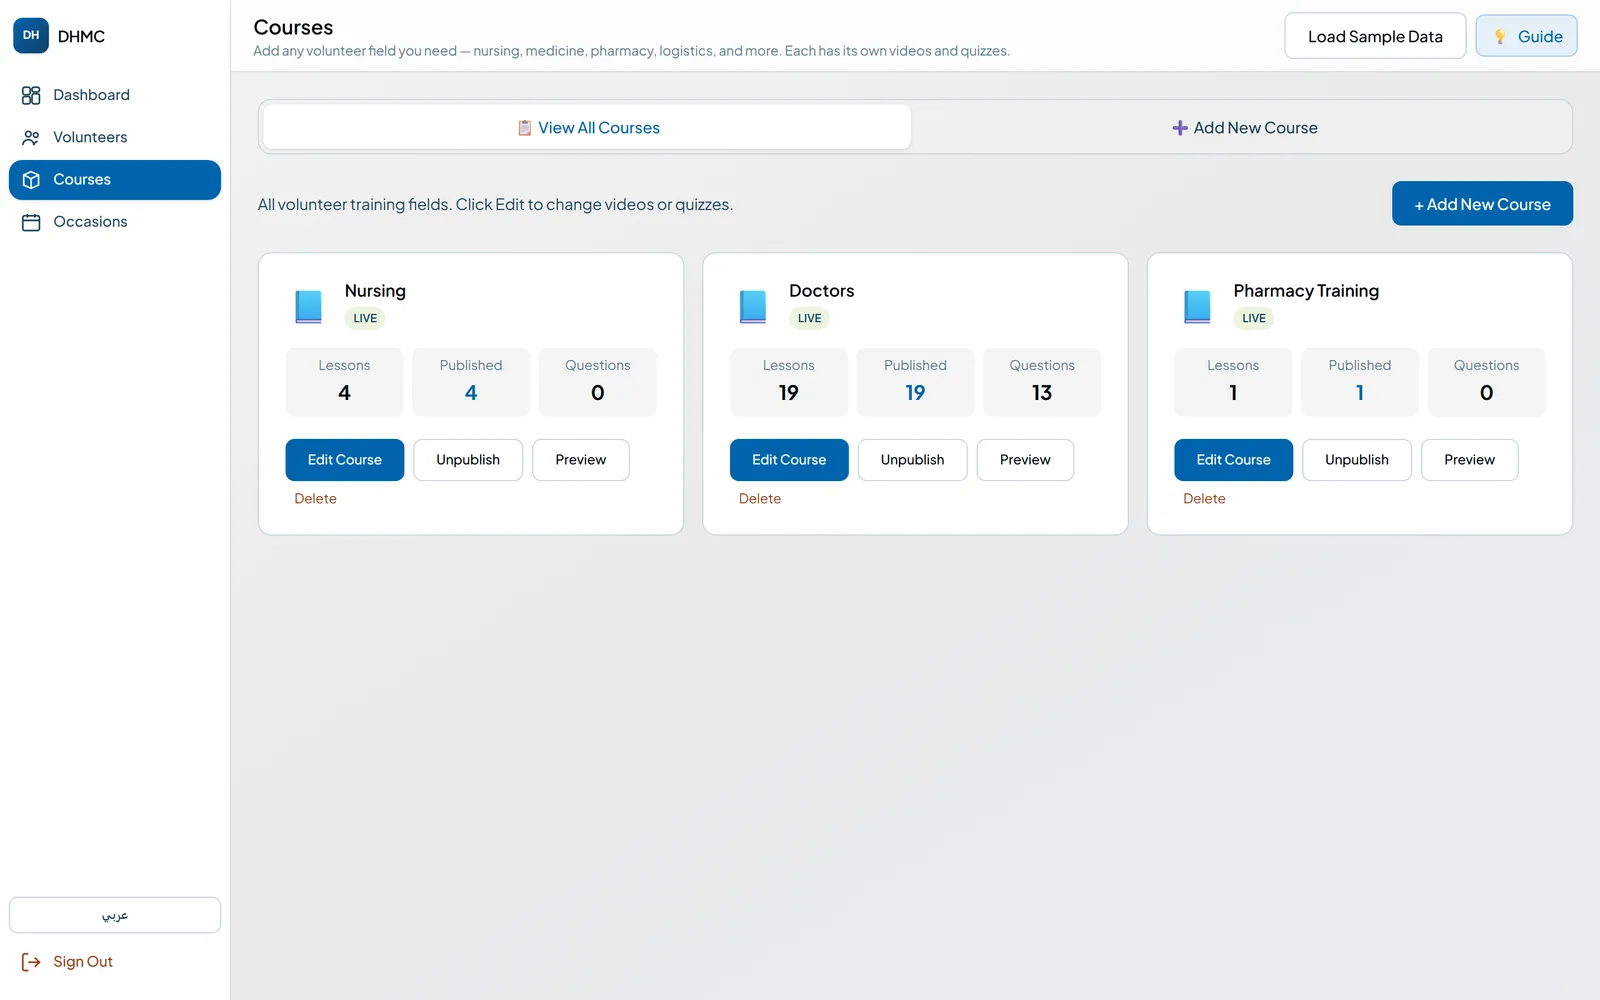 DH DHMC
Dashboard
Volunteers
Courses
Occasions
عربي
Sign Out
Courses
Add any volunteer field you need — nursing, medicine, pharmacy, logistics, and more. Each has its own videos and quizzes.
Load Sample Data
Guide
View All Courses
Add New Course
All volunteer training fields. Click Edit to change videos or quizzes.
+ Add New Course
Nursing
LIVE
Lessons Published Questions
4 4 0
Edit Course Unpublish Preview
Delete
Doctors
LIVE
Lessons Published Questions
19 19 13
Edit Course Unpublish Preview
Delete
Pharmacy Training
LIVE
Lessons Published Questions
1 1 0
Edit Course Unpublish Preview
Delete